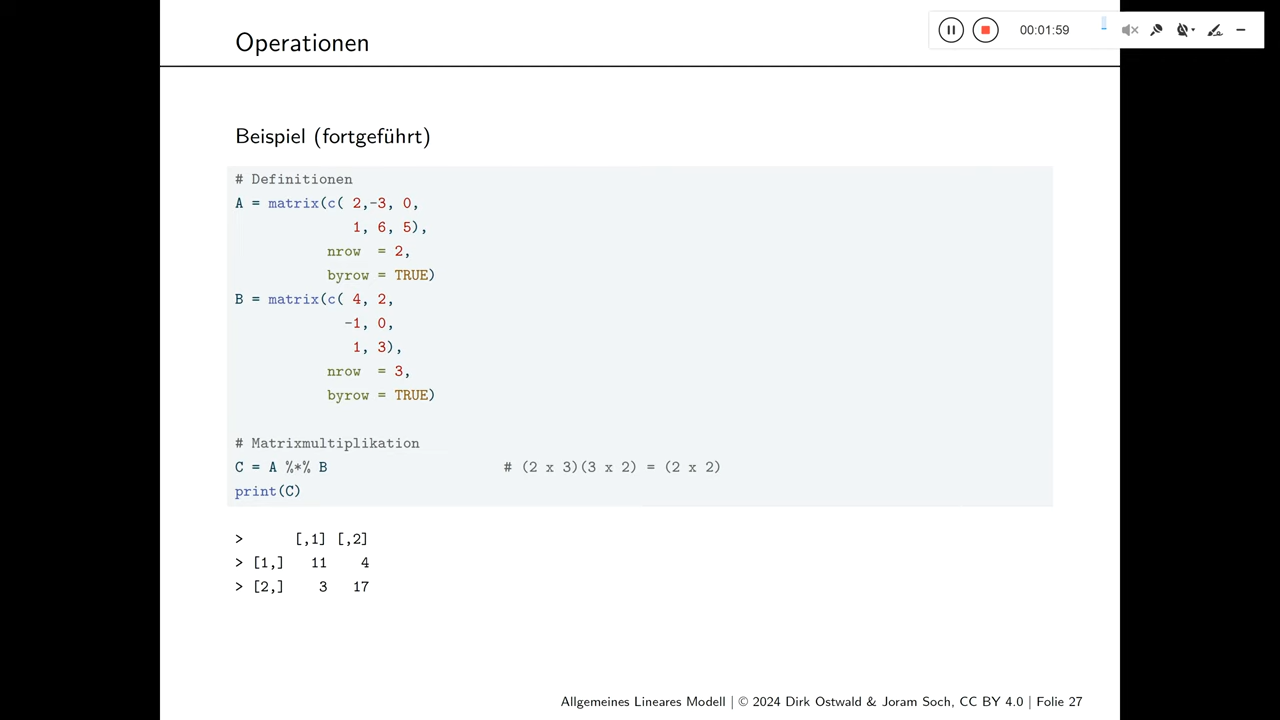 Operationen
00:01:59
Beispiel (fortgeführt)
# Definitionen
A = matrix(c( 2,-3, 0,
1, 6, 5),
nrow = 2,
byrow = TRUE)
B = matrix(c( 4, 2,
-1, 0,
1, 3),
nrow = 3,
byrow = TRUE)
# Matrixmultiplikation
C = A %*% B # (2 x 3)(3 x 2) = (2 x 2)
print(C)
> [,1] [,2]
> [1,] 11 4
> [2,] 3 17
Allgemeines Lineares Modell | © 2024 Dirk Ostwald & Joram Soch, CC BY 4.0 | Folie 27